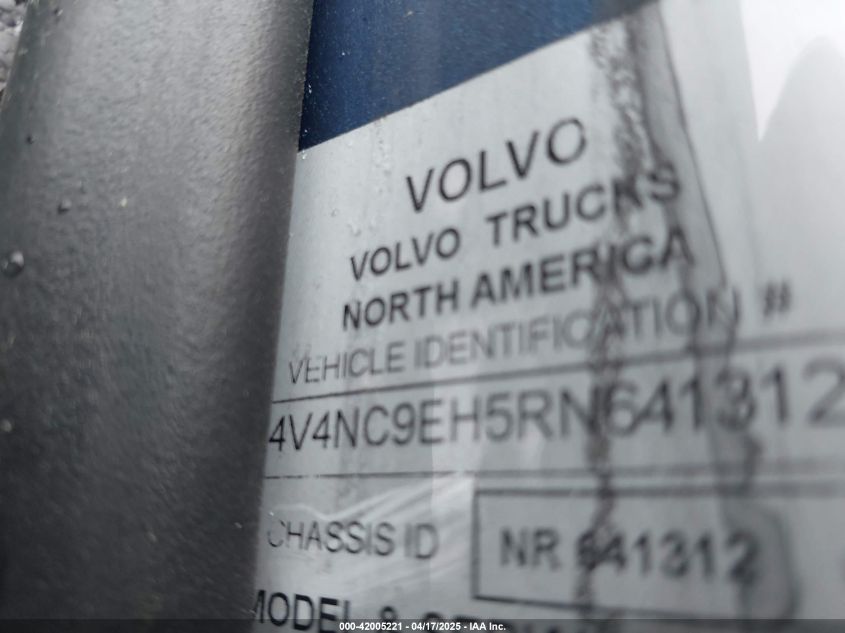 VOLVO
VOLVO TRUCKS
NORTH AMERICA
VEHICLE IDENTIFICATION #
4V4NC9EH5RN641312
CHASSIS ID NR 641312
MODEL &
000-42005221 - 04/17/2025 - IAA Inc.